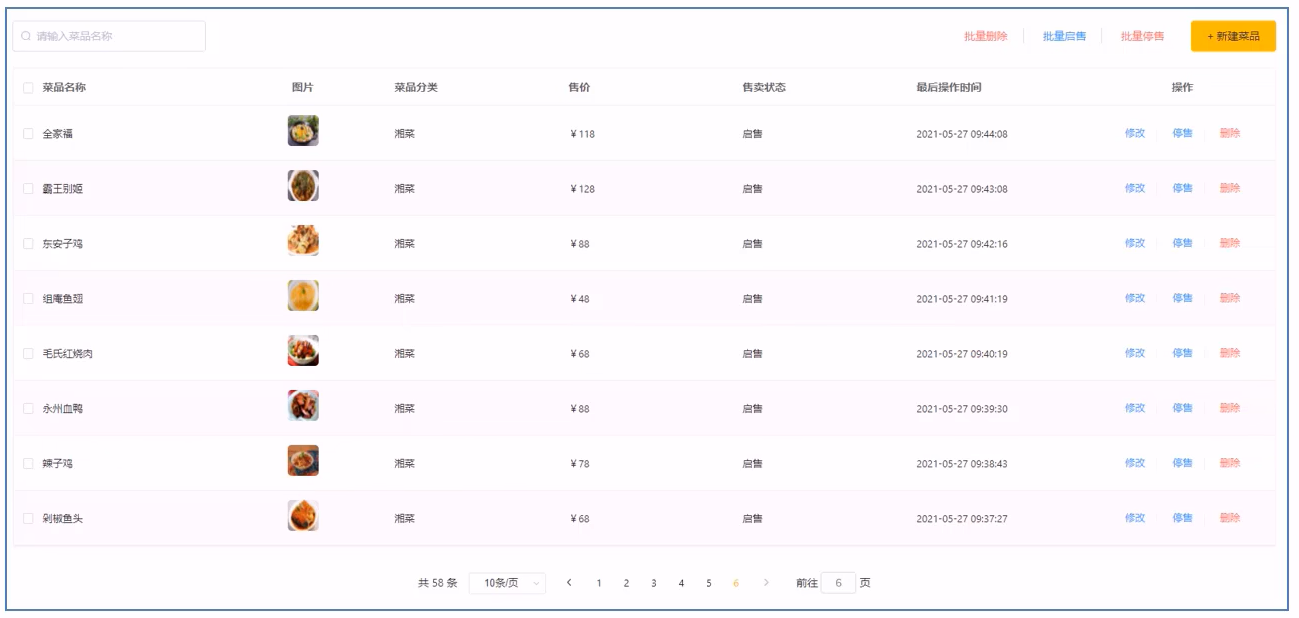 请输入菜品名称 批量删除 批量启售 批量停售 + 新建菜品
菜品名称 图片 菜品分类 售价 售卖状态 最后操作时间 操作
全家福 湘菜 ¥ 118 启售 2021-05-27 09:44:08 修改 停售 删除
霸王别姬 湘菜 ¥ 128 启售 2021-05-27 09:43:08 修改 停售 删除
东安子鸡 湘菜 ¥ 88 启售 2021-05-27 09:42:16 修改 停售 删除
组庵鱼翅 湘菜 ¥ 48 启售 2021-05-27 09:41:19 修改 停售 删除
毛氏红烧肉 湘菜 ¥ 68 启售 2021-05-27 09:40:19 修改 停售 删除
永州血鸭 湘菜 ¥ 88 启售 2021-05-27 09:39:30 修改 停售 删除
辣子鸡 湘菜 ¥ 78 启售 2021-05-27 09:38:43 修改 停售 删除
剁椒鱼头 湘菜 ¥ 68 启售 2021-05-27 09:37:27 修改 停售 删除
共 58 条 10条/页 1 2 3 4 5 6 前往 6 页